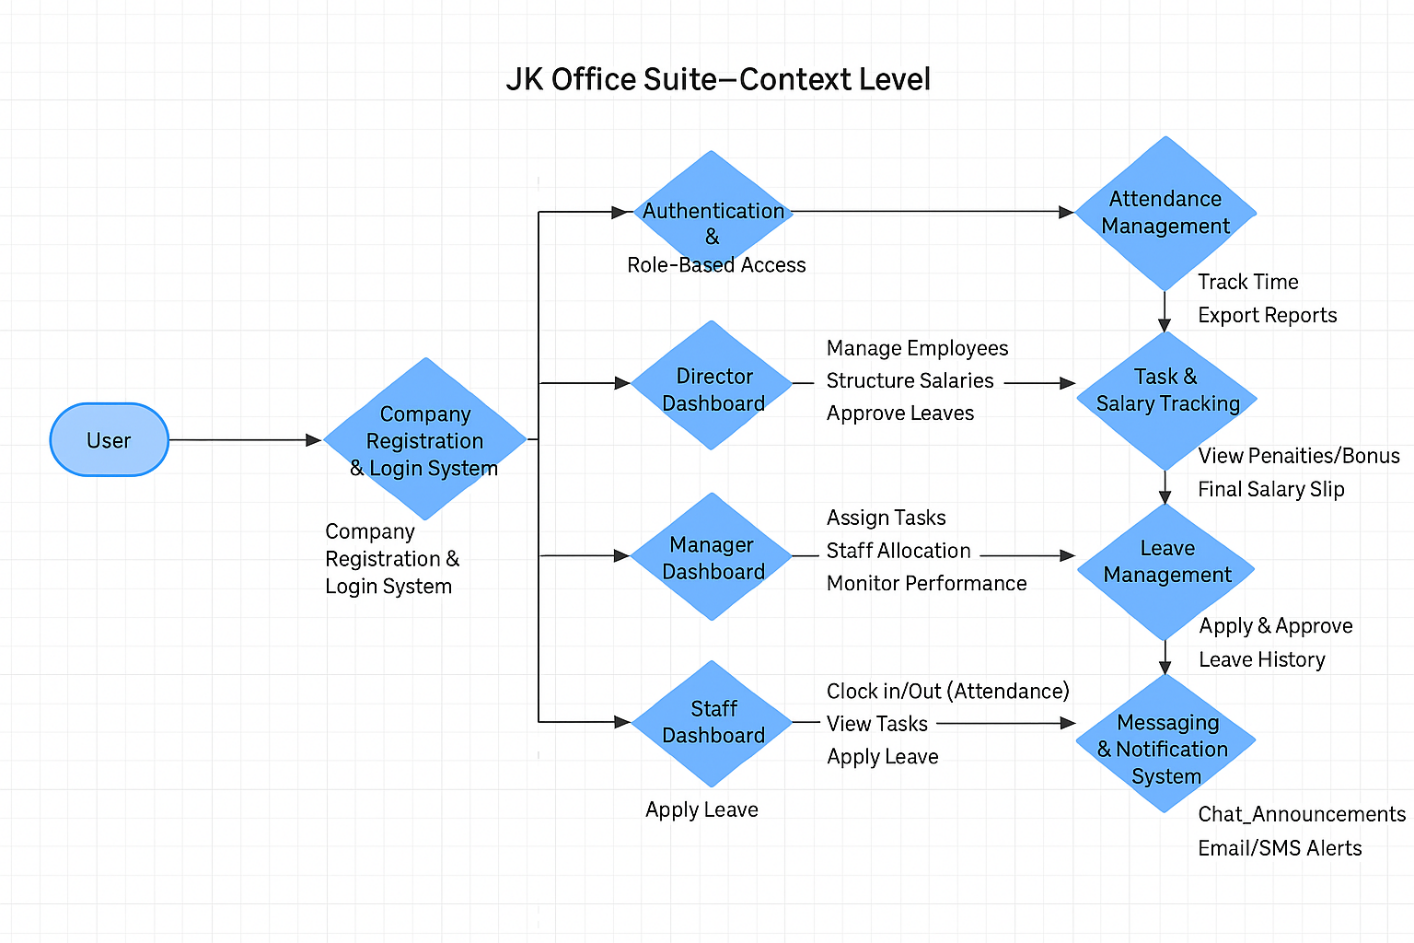 JK Office Suite–Context Level
User
Company
Registration
& Login System
Company
Registration &
Login System
Authentication
&
Role-Based Access
Director
Dashboard
Manage Employees
Structure Salaries
Approve Leaves
Manager
Dashboard
Assign Tasks
Staff Allocation
Monitor Performance
Staff
Dashboard
Clock in/Out (Attendance)
View Tasks
Apply Leave
Apply Leave
Attendance
Management
Track Time
Export Reports
Task &
Salary Tracking
View Penaities/Bonus
Final Salary Slip
Leave
Management
Apply & Approve
Leave History
Messaging
& Notification
System
Chat_Announcements
Email/SMS Alerts